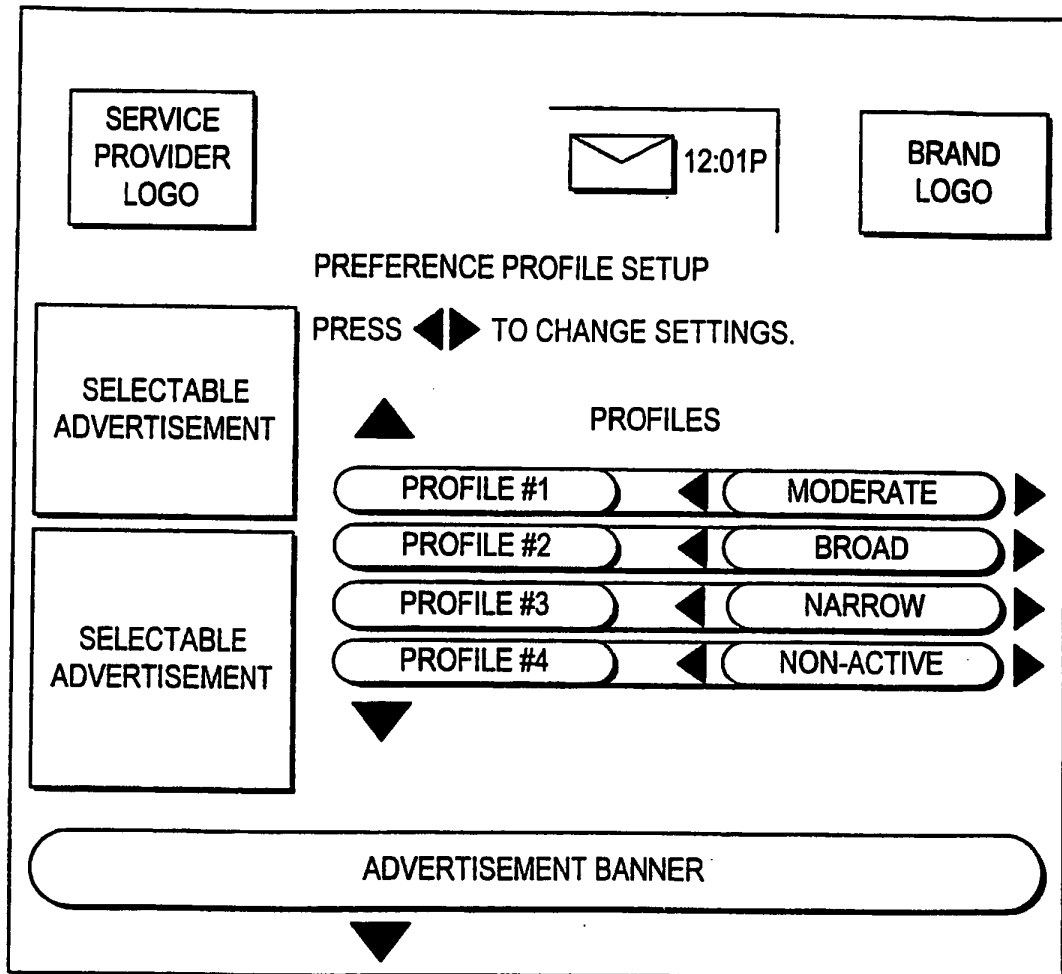 SERVICE
PROVIDER
LOGO
12:01P
BRAND
LOGO
PREFERENCE PROFILE SETUP
PRESS ◀▶ TO CHANGE SETTINGS.
SELECTABLE
ADVERTISEMENT
PROFILES
PROFILE #1 MODERATE
PROFILE #2 BROAD
PROFILE #3 NARROW
PROFILE #4 NON-ACTIVE
SELECTABLE
ADVERTISEMENT
ADVERTISEMENT BANNER